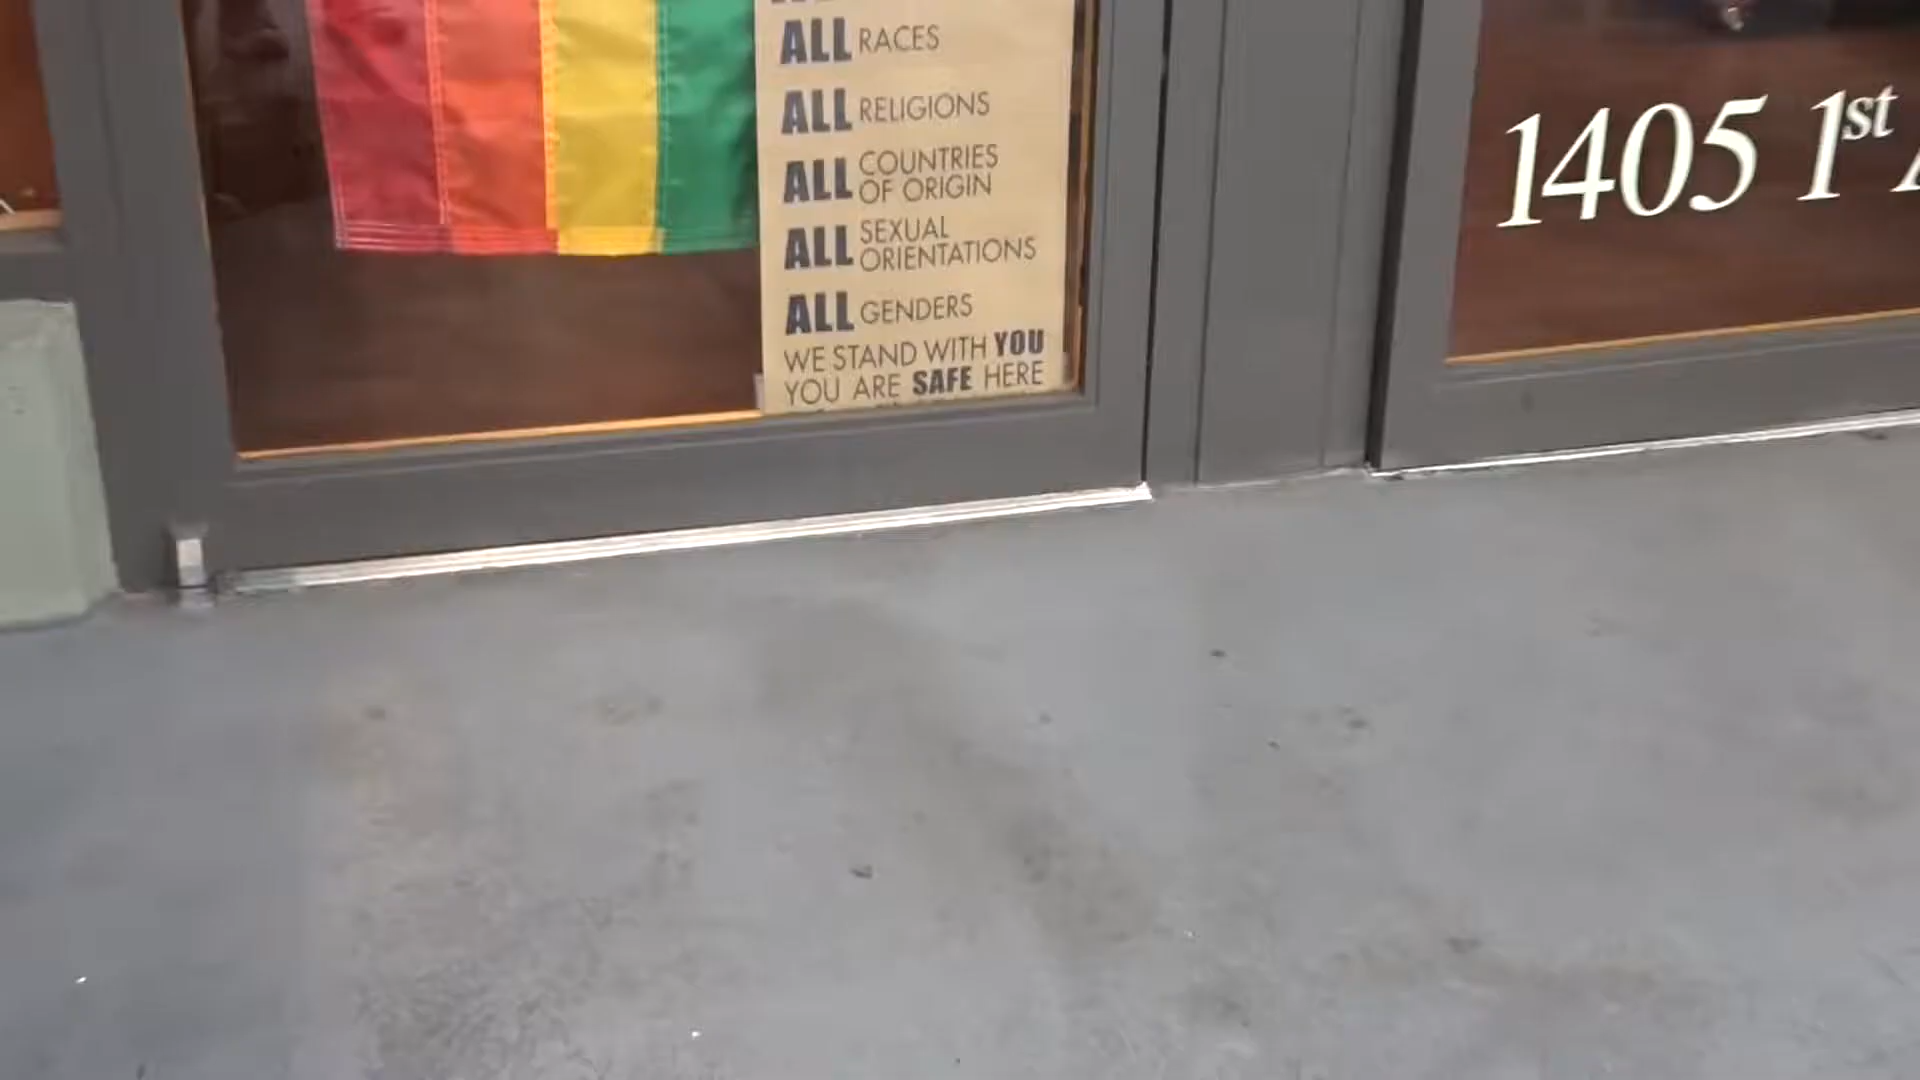 ALL RACES
ALL RELIGIONS
ALL COUNTRIES
OF ORIGIN
ALL SEXUAL
ORIENTATIONS
ALL GENDERS
WE STAND WITH YOU
YOU ARE SAFE HERE
1405 1st